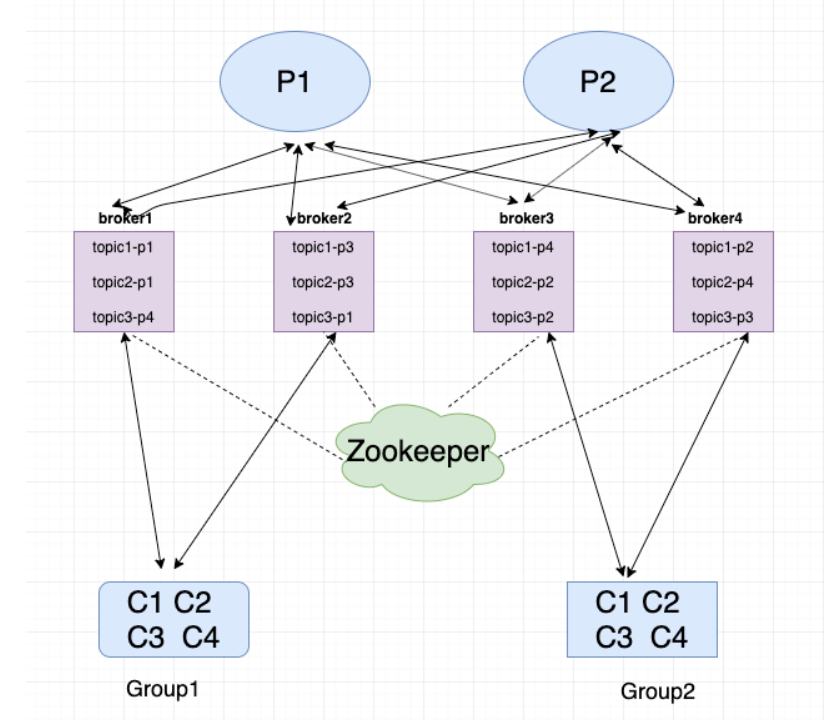 P1
P2
broker1
broker2
broker3
broker4
topic1-p1
topic2-p1
topic3-p4
topic1-p3
topic2-p3
topic3-p1
topic1-p4
topic2-p2
topic3-p2
topic1-p2
topic2-p4
topic3-p3
Zookeeper
C1 C2
C3 C4
Group1
C1 C2
C3 C4
Group2